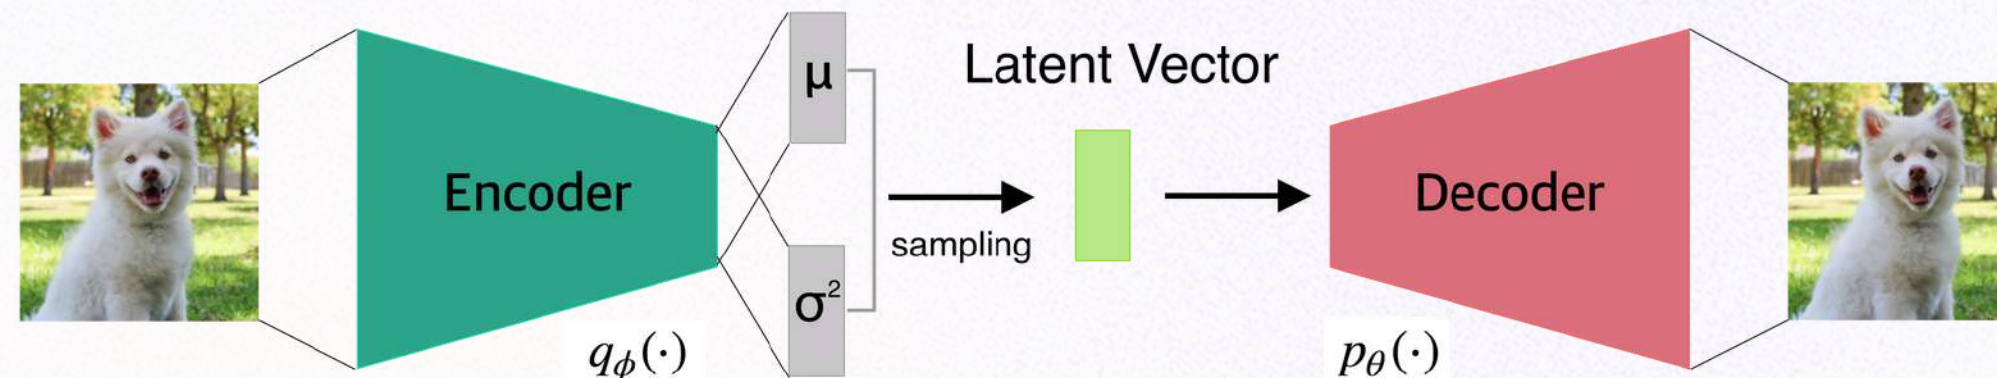 Encoder
q_ϕ(·)
μ
σ²
sampling
Latent Vector
Decoder
p_θ(·)